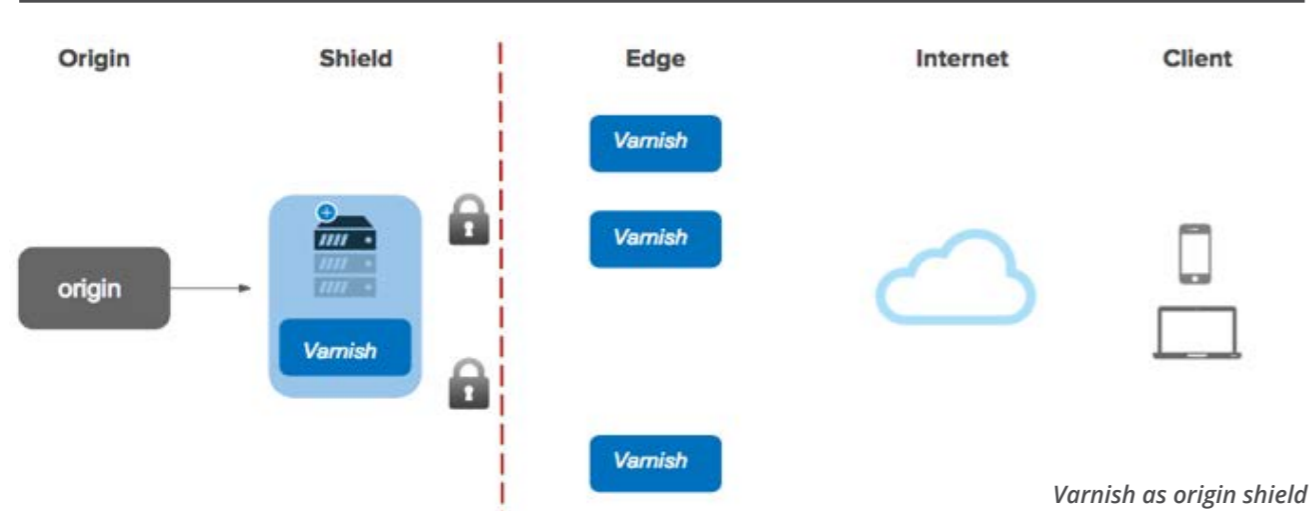 Origin
Shield
Edge
Internet
Client
Varnish
Varnish
origin
Varnish
Varnish
Varnish as origin shield